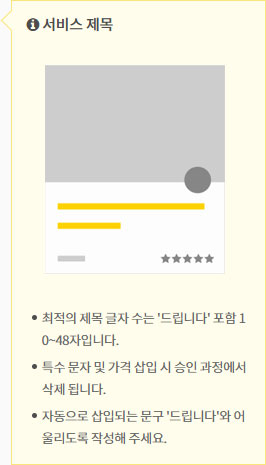 서비스 제목
최적의 제목 글자 수는 '드립니다' 포함 1
0~48자입니다.
특수 문자 및 가격 삽입 시 승인 과정에서
삭제 됩니다.
자동으로 삽입되는 문구 '드립니다'와 어
울리도록 작성해 주세요.